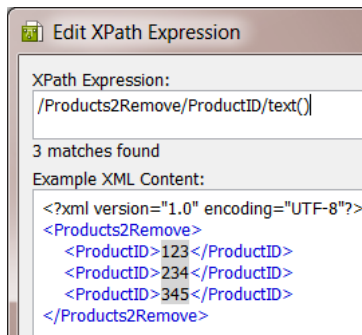 Edit XPath Expression
XPath Expression:
/Products2Remove/ProductID/text()
3 matches found
Example XML Content:
<?xml version="1.0" encoding="UTF-8"?>
<Products2Remove>
<ProductID>123</ProductID>
<ProductID>234</ProductID>
<ProductID>345</ProductID>
</Products2Remove>